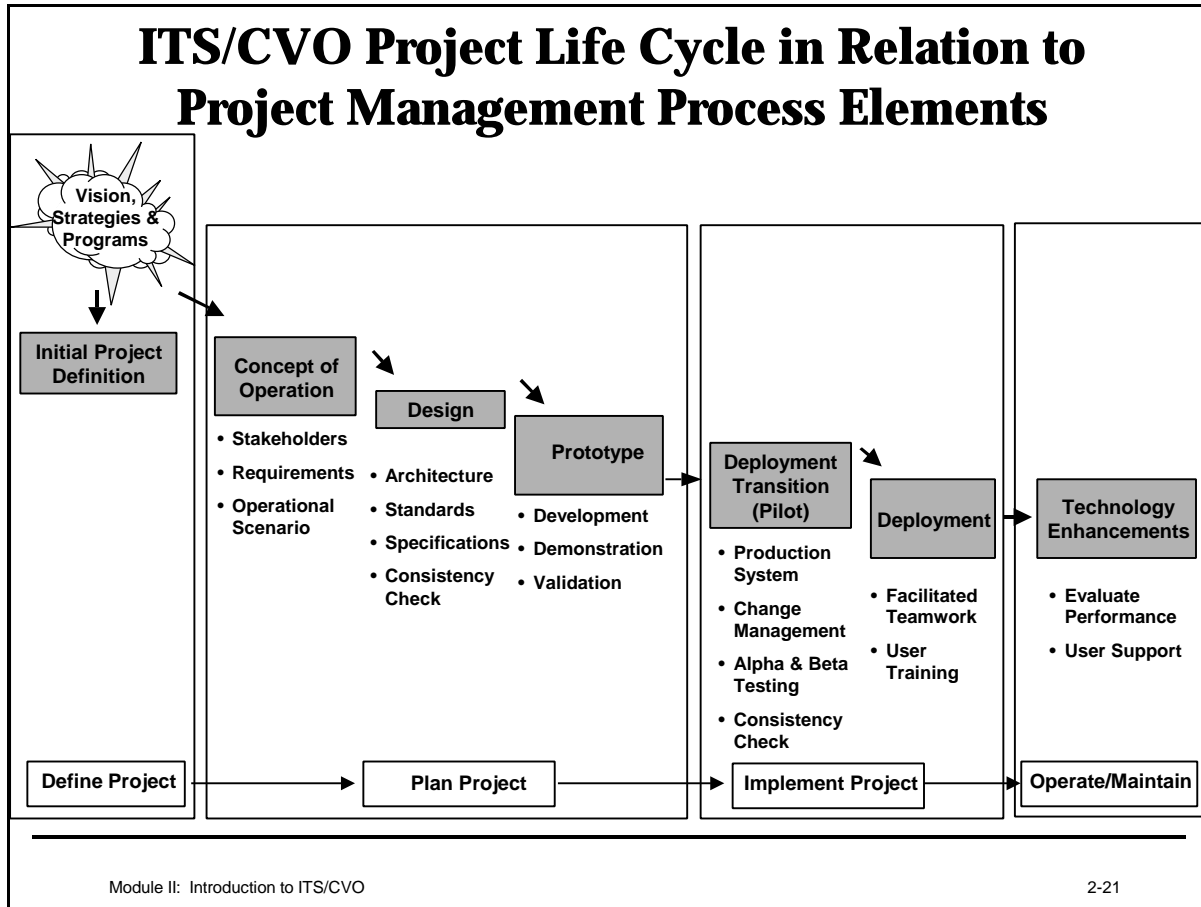 ITS/CVO Project Life Cycle in Relation to
Project Management Process Elements
Vision,
Strategies &
Programs
Initial Project
Definition
Concept of
Operation
• Stakeholders
• Requirements
• Operational
Scenario
Design
• Architecture
• Standards
• Specifications
• Consistency
Check
Prototype
• Development
• Demonstration
• Validation
Deployment
Transition
(Pilot)
• Production
System
• Change
Management
• Alpha & Beta
Testing
• Consistency
Check
Deployment
• Facilitated
Teamwork
• User
Training
Technology
Enhancements
• Evaluate
Performance
• User Support
Define Project
Plan Project
Implement Project
Operate/Maintain
Module II: Introduction to ITS/CVO
2-21